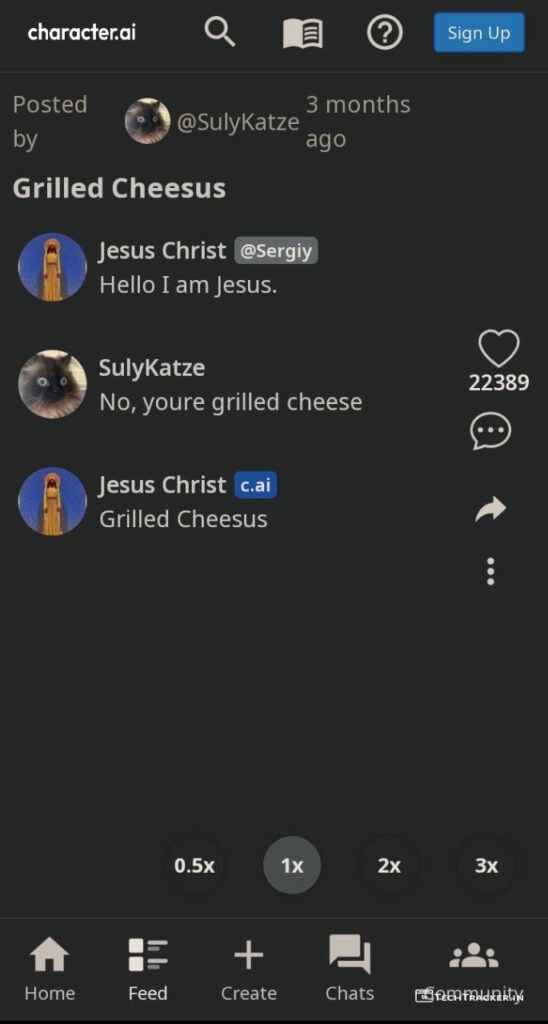 character.ai
Sign Up
Posted by
@SulyKatze
3 months ago
Grilled Cheesus
Jesus Christ @Sergiy
Hello I am Jesus.
SulyKatze
No, youre grilled cheese
22389
Jesus Christ c.ai
Grilled Cheesus
0.5x 1x 2x 3x
Home Feed Create Chats Community
TECHTRACKER.IN